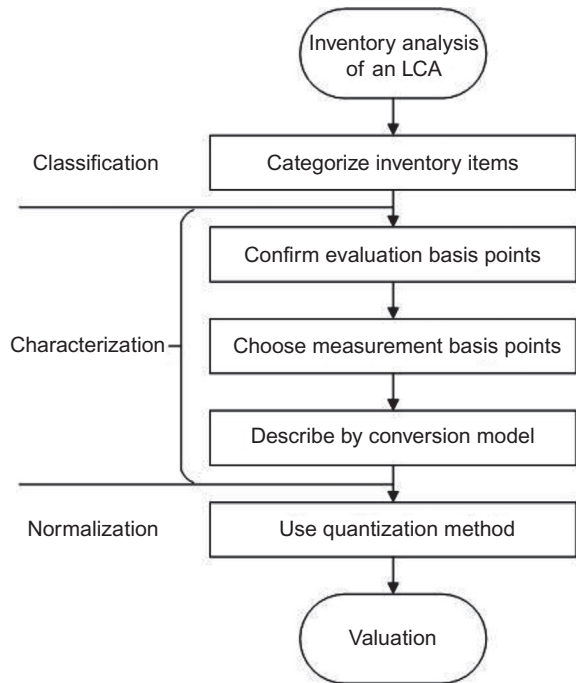 Inventory analysis
of an LCA
Classification
Categorize inventory items
Confirm evaluation basis points
Characterization
Choose measurement basis points
Describe by conversion model
Normalization
Use quantization method
Valuation